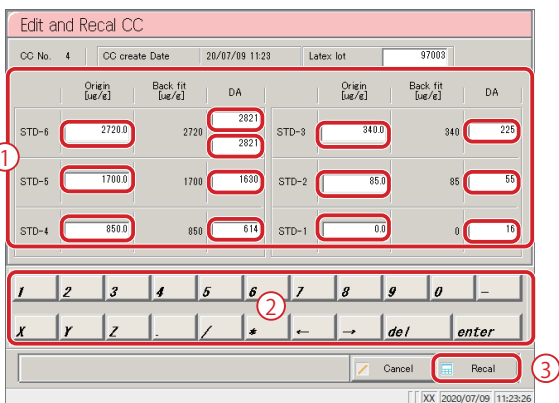 Edit and Recal CC
CC No. 4 CC create Date 20/07/09 11:23 Latex lot 97003
Origin [ug/g] Back fit [ug/g] DA Origin [ug/g] Back fit [ug/g] DA
2821
STD-6 2720.0 2720 2821 STD-3 340.0 340 225
1
STD-5 1700.0 1700 1630 STD-2 85.0 85 55
STD-4 850.0 850 614 STD-1 0.0 0 16
1 2 3 4 5 6 7 8 9 0 -
2
X Y Z . / * ← → del enter
Cancel Recal 3
XX 2020/07/09 11:23:26